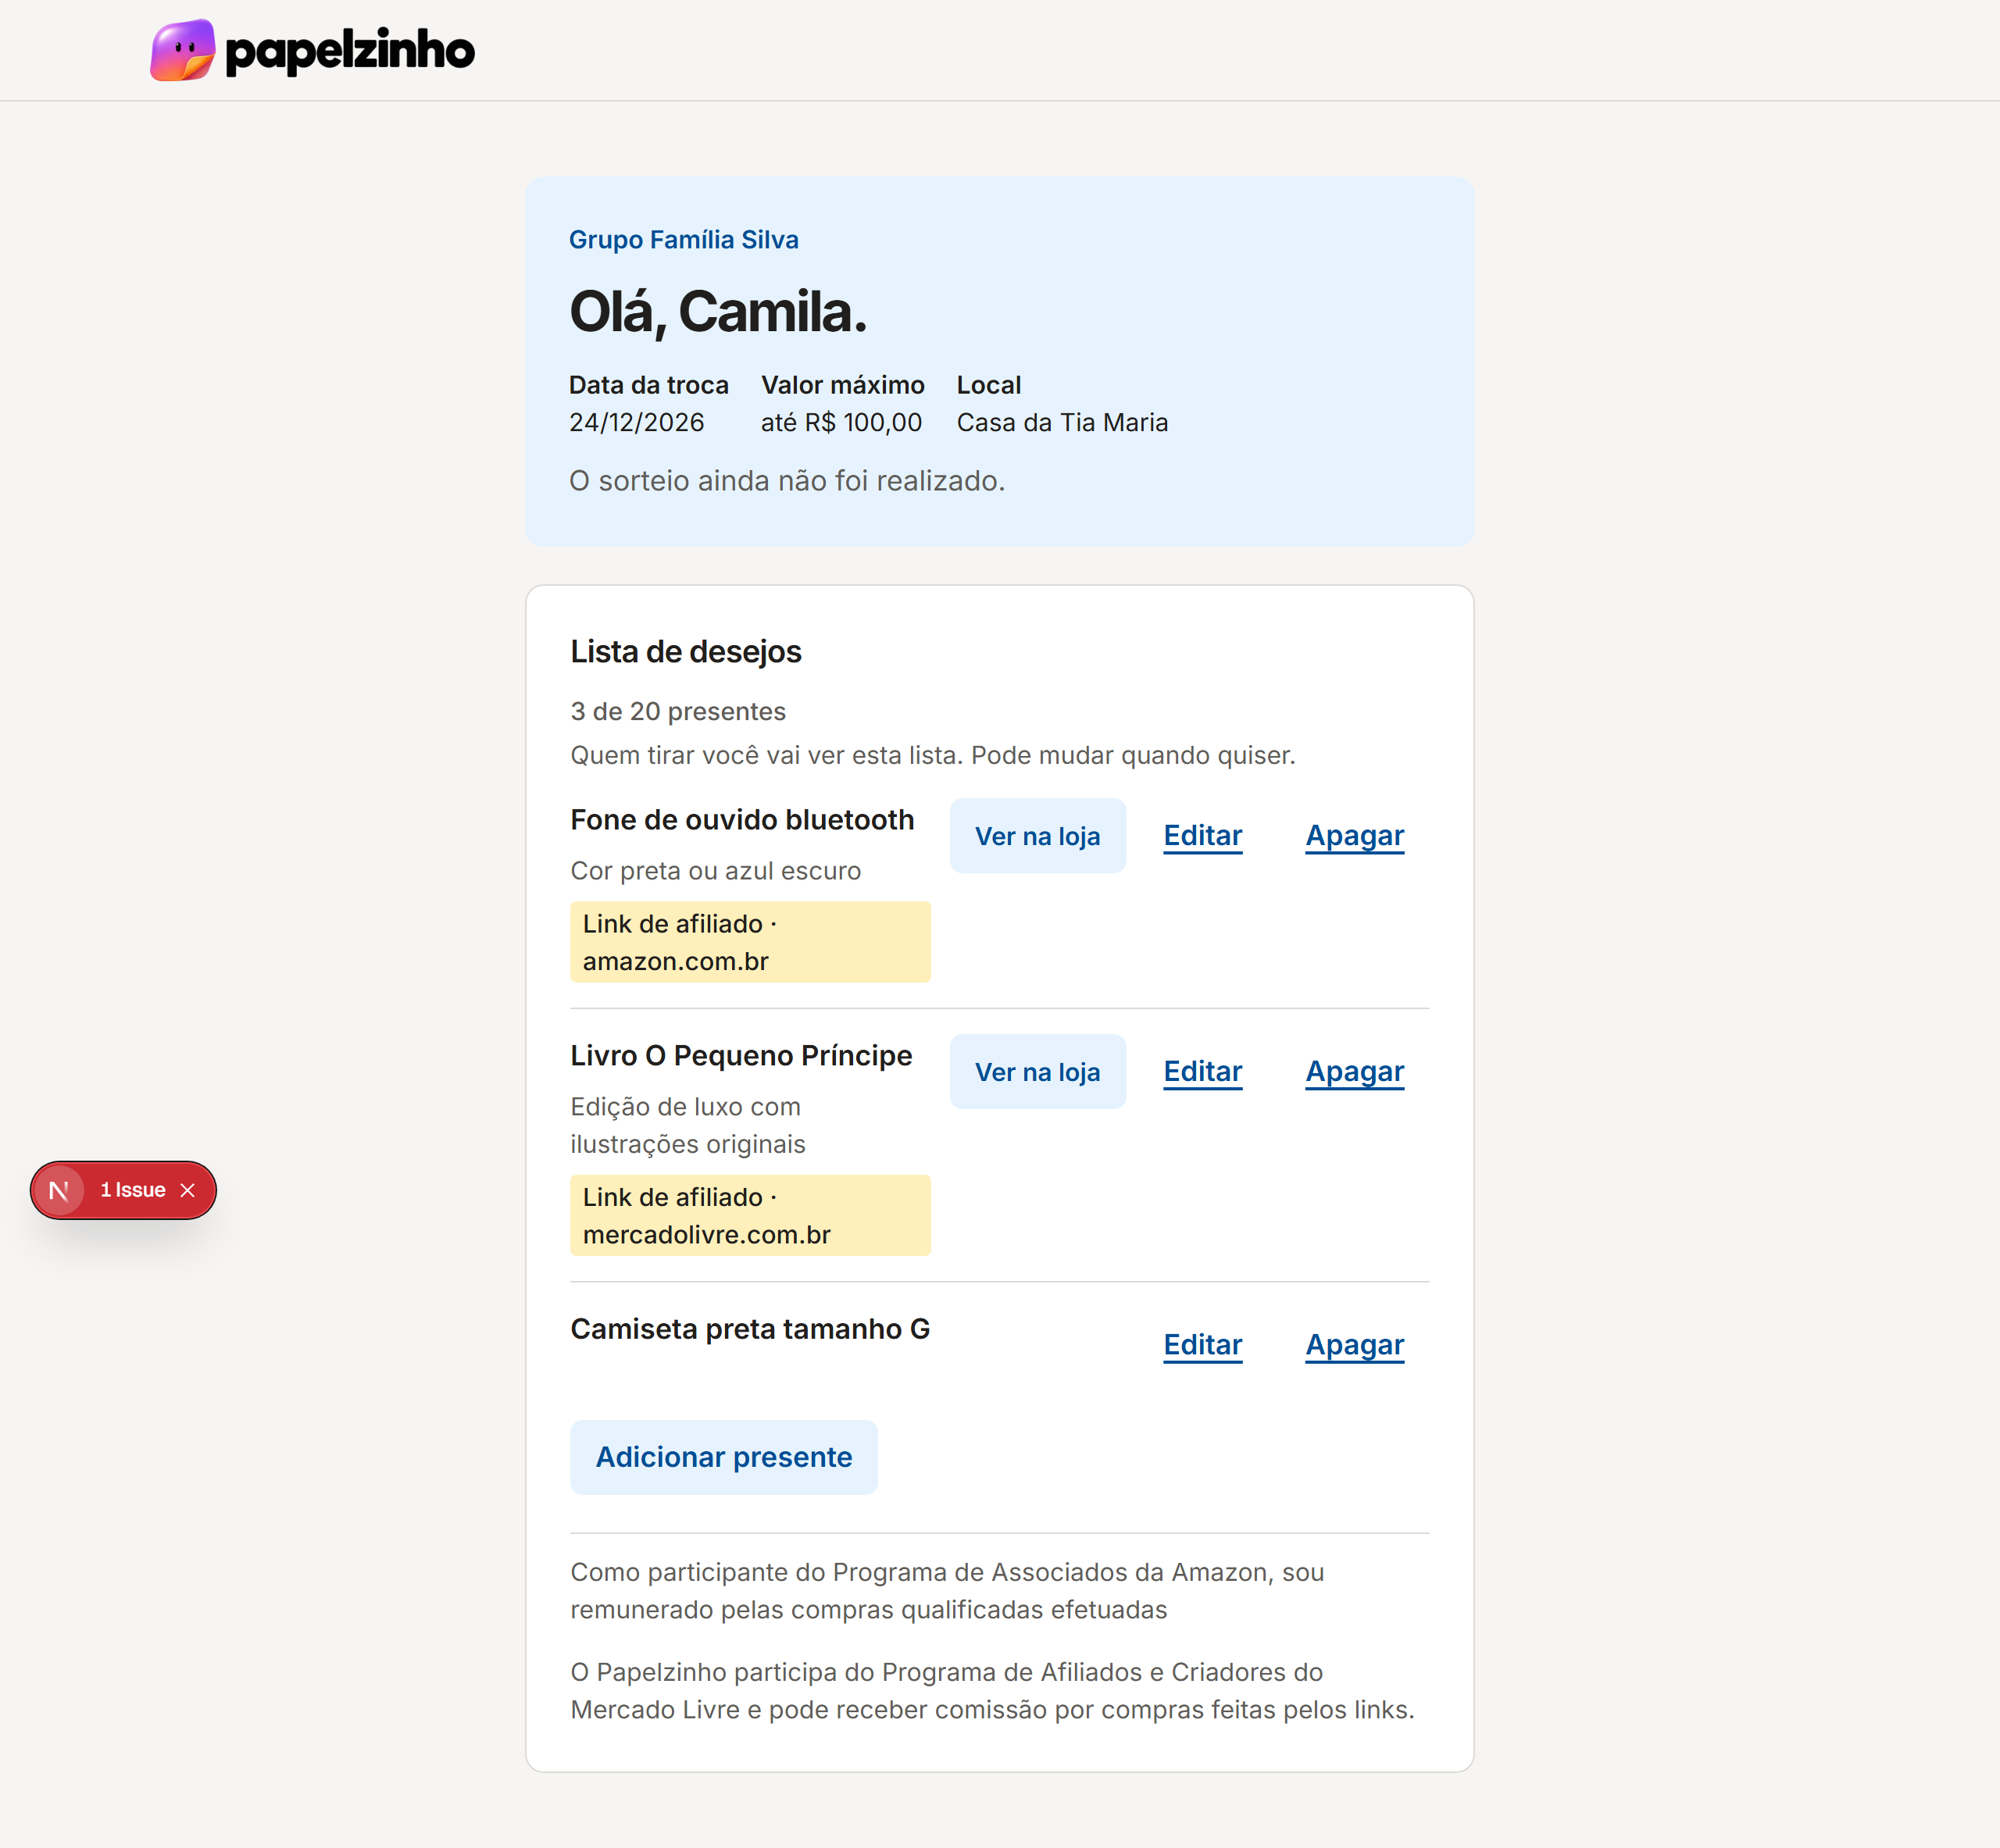 papelzinho
Grupo Família Silva
Olá, Camila.
Data da troca
24/12/2026
Valor máximo
até R$ 100,00
Local
Casa da Tia Maria
O sorteio ainda não foi realizado.
Lista de desejos
3 de 20 presentes
Quem tirar você vai ver esta lista. Pode mudar quando quiser.
Fone de ouvido bluetooth
Cor preta ou azul escuro
Link de afiliado ·
amazon.com.br
Ver na loja
Editar
Apagar
Livro O Pequeno Príncipe
Edição de luxo com
ilustrações originais
Link de afiliado ·
mercadolivre.com.br
Ver na loja
Editar
Apagar
N 1 Issue
Camiseta preta tamanho G
Editar
Apagar
Adicionar presente
Como participante do Programa de Associados da Amazon, sou
remunerado pelas compras qualificadas efetuadas
O Papelzinho participa do Programa de Afiliados e Criadores do
Mercado Livre e pode receber comissão por compras feitas pelos links.